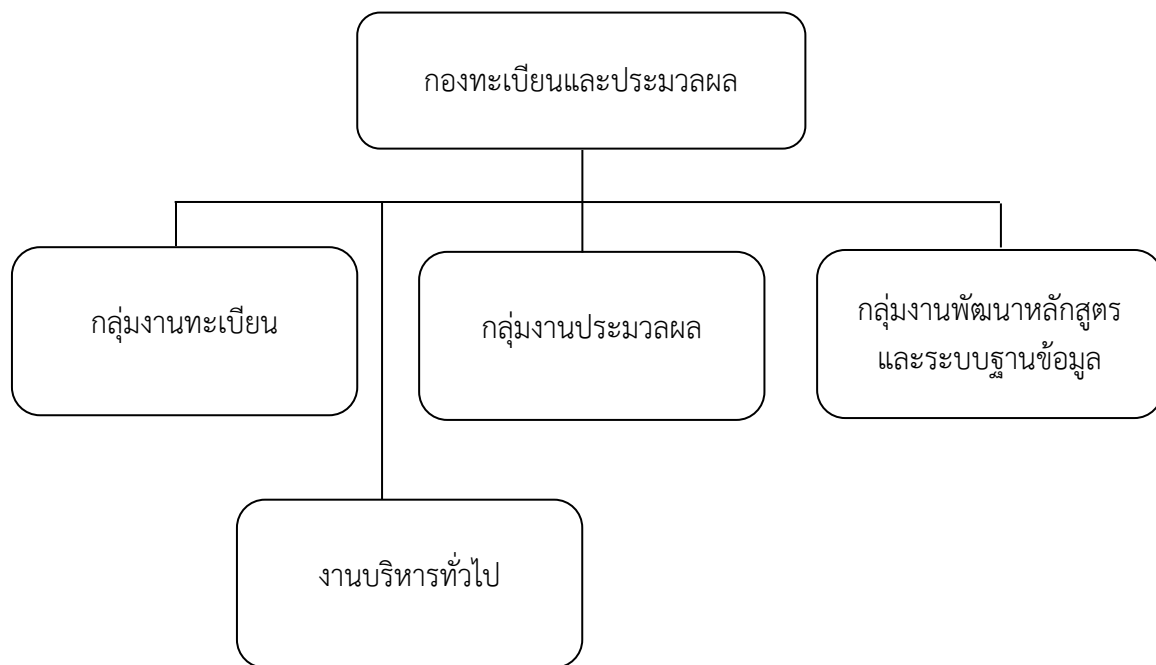 กองทะเบียนและประมวลผล
กลุ่มงานทะเบียน
กลุ่มงานประมวลผล
กลุ่มงานพัฒนาหลักสูตร
และระบบฐานข้อมูล
งานบริหารทั่วไป